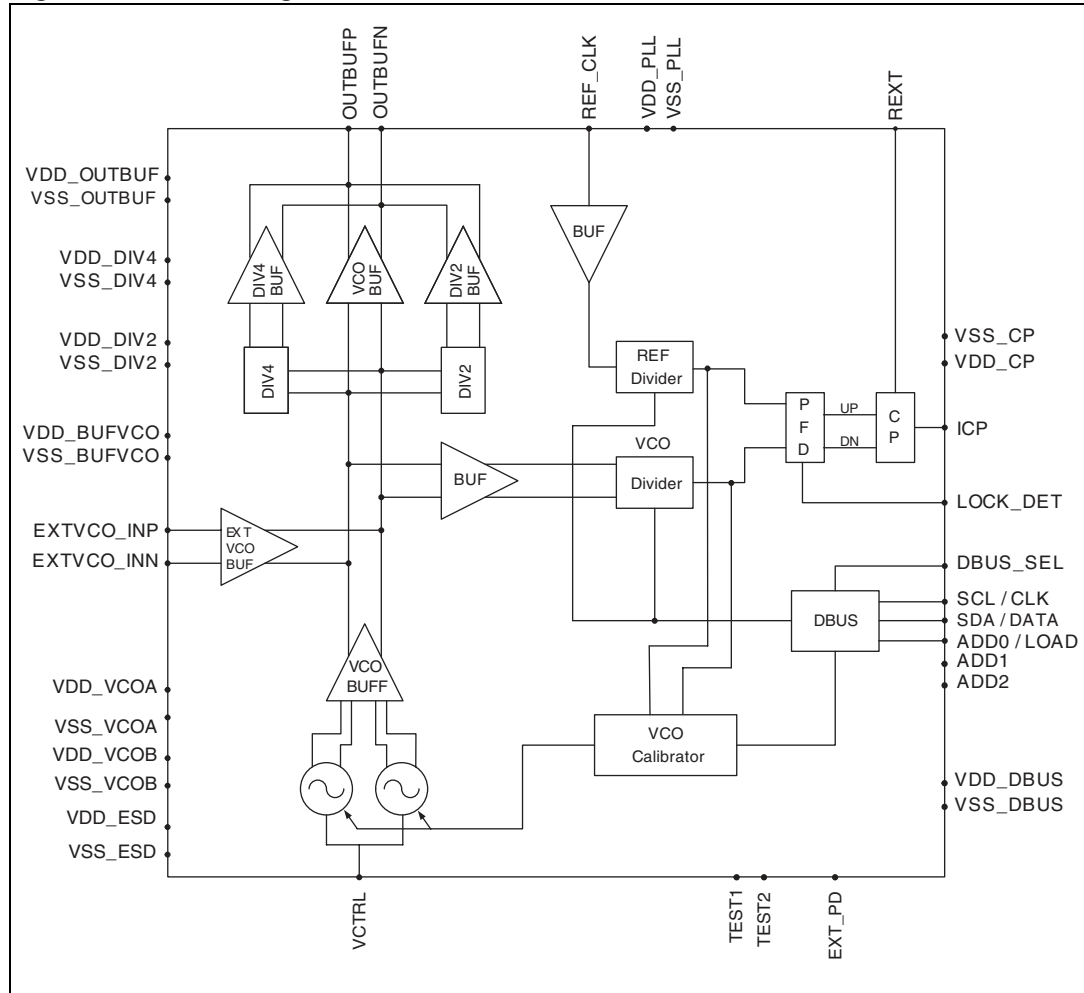 OUTBUFP
OUTBUFN
REF_CLK
VDD_PLL
VSS_PLL
REXT
VDD_OUTBUF
VSS_OUTBUF
VDD_DIV4
VSS_DIV4
VDD_DIV2
VSS_DIV2
VDD_BUFVCO
VSS_BUFVCO
EXTVCO_INP
EXTVCO_INN
VDD_VCOA
VSS_VCOA
VDD_VCOB
VSS_VCOB
VDD_ESD
VSS_ESD
DIV4
BUF
VCO
BUF
DIV2
BUF
DIV4
DIV2
BUF
REF
Divider
VCO
Divider
BUF
EXT
VCO
BUF
VCO
BUFF
P
F
D
UP
DN
C
P
DBUS
VCO
Calibrator
VSS_CP
VDD_CP
ICP
LOCK_DET
DBUS_SEL
SCL / CLK
SDA / DATA
ADD0 / LOAD
ADD1
ADD2
VDD_DBUS
VSS_DBUS
VCTRL
TEST1
TEST2
EXT_PD